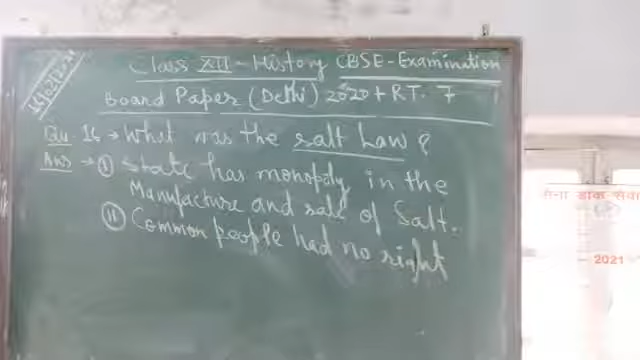 Class XII - History CBSE - Examination
Board Paper (Delhi) 2020 + RT. 7
Qu. 16 → What was the salt Law?
Ans → (i) State has monopoly in the
Manufacture and sale of Salt.
(ii) Common people had no right
सेना डाक सेवा
2021